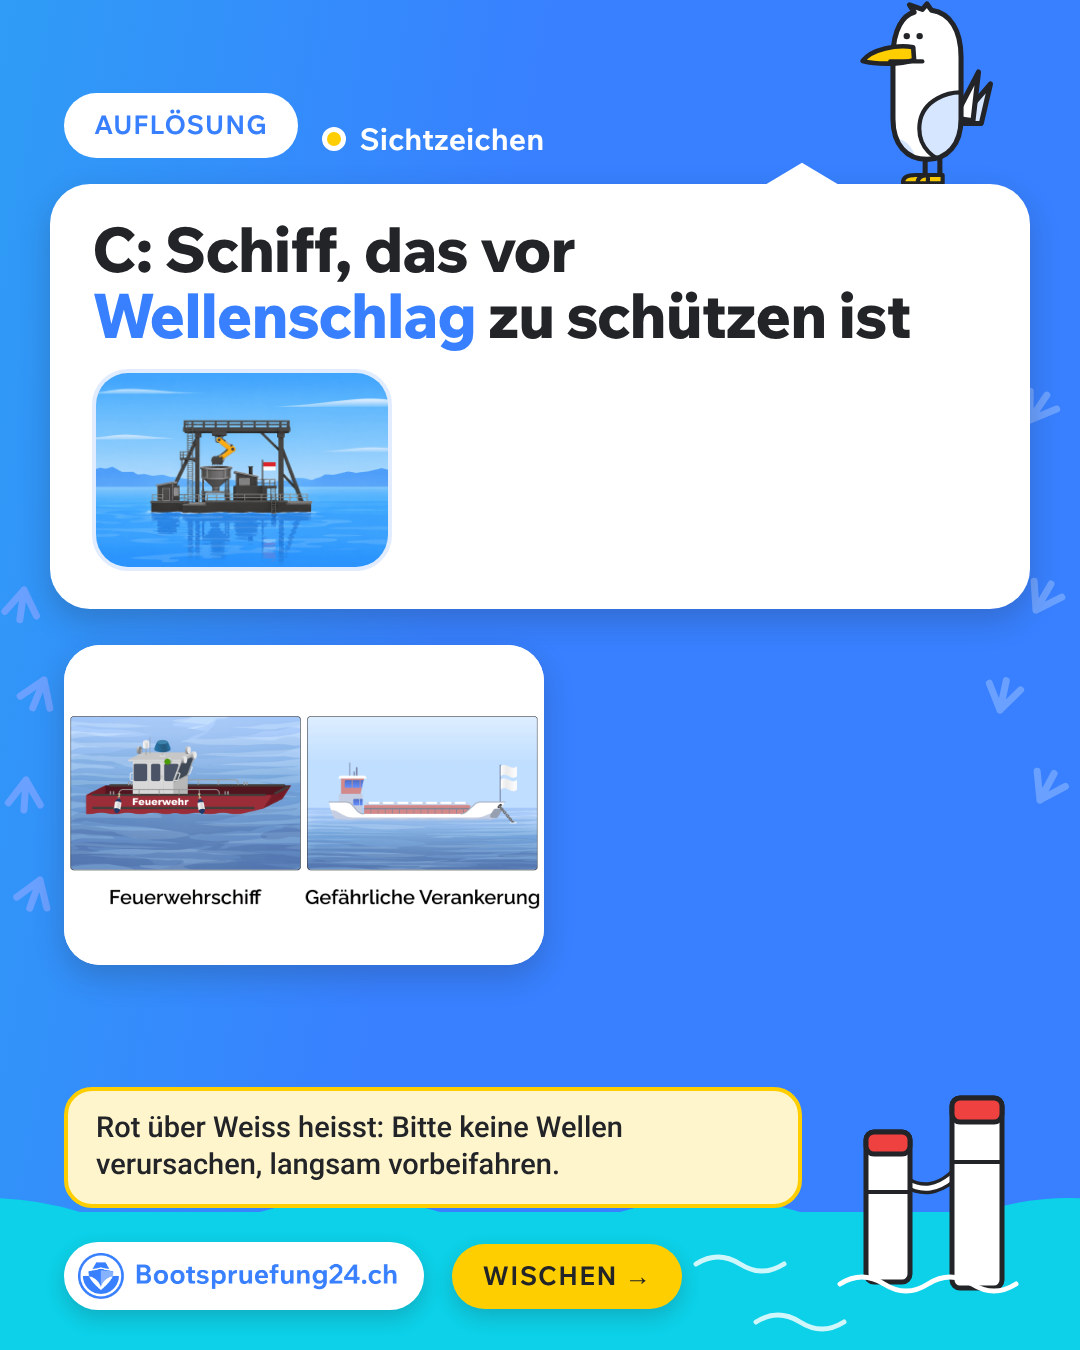 AUFLÖSUNG
Sichtzeichen
C: Schiff, das vor
Wellenschlag zu schützen ist
Feuerwehr
Feuerwehrschiff
Gefährliche Verankerung
Rot über Weiss heisst: Bitte keine Wellen
verursachen, langsam vorbeifahren.
Bootspruefung24.ch
WISCHEN →